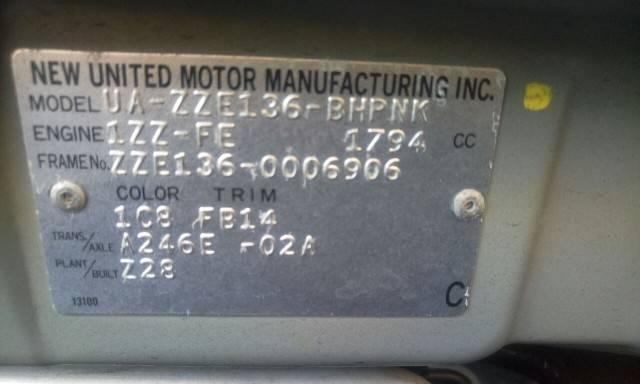 NEW UNITED MOTOR MANUFACTURING INC.
MODEL UA-ZZE136-BHPNK
ENGINE 1ZZ-FE 1794 CC
FRAME No. ZZE136-0006906
COLOR TRIM
1C8 FB14
TRANS/AXLE A246E -02A
PLANT/BUILT Z28
13100 C